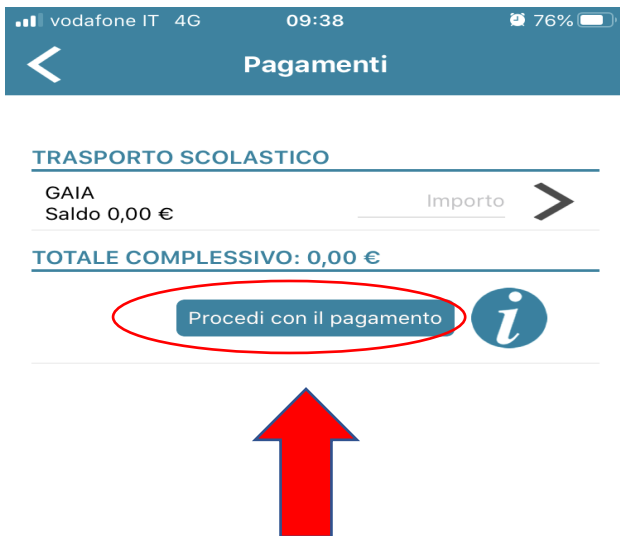 vodafone IT 4G 09:38 76%
Pagamenti
TRASPORTO SCOLASTICO
GAIA
Saldo 0,00 €
Importo
TOTALE COMPLESSIVO: 0,00 €
Procedi con il pagamento
i